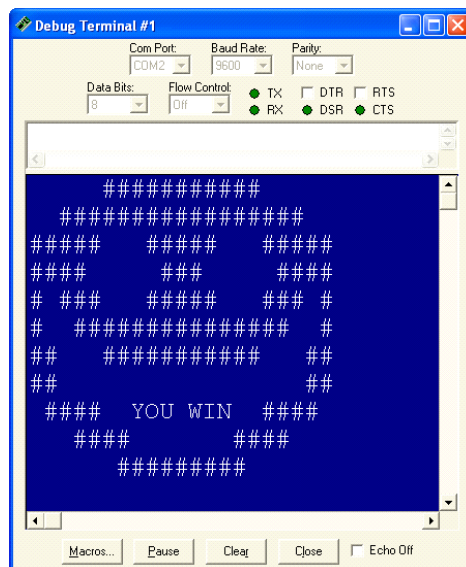 Debug Terminal #1
Com Port: Baud Rate: Parity:
COM2 9600 None
Data Bits: Flow Control: TX DTR RTS
8 Off RX DSR CTS
     ###########
  #################
#####   #####   #####
####     ###     ####
# ###   #####   ### #
#  ###############  #
##   ###########   ##
##                 ##
 ####  YOU WIN  ####
   ####       ####
      #########
Macros... Pause Clear Close Echo Off